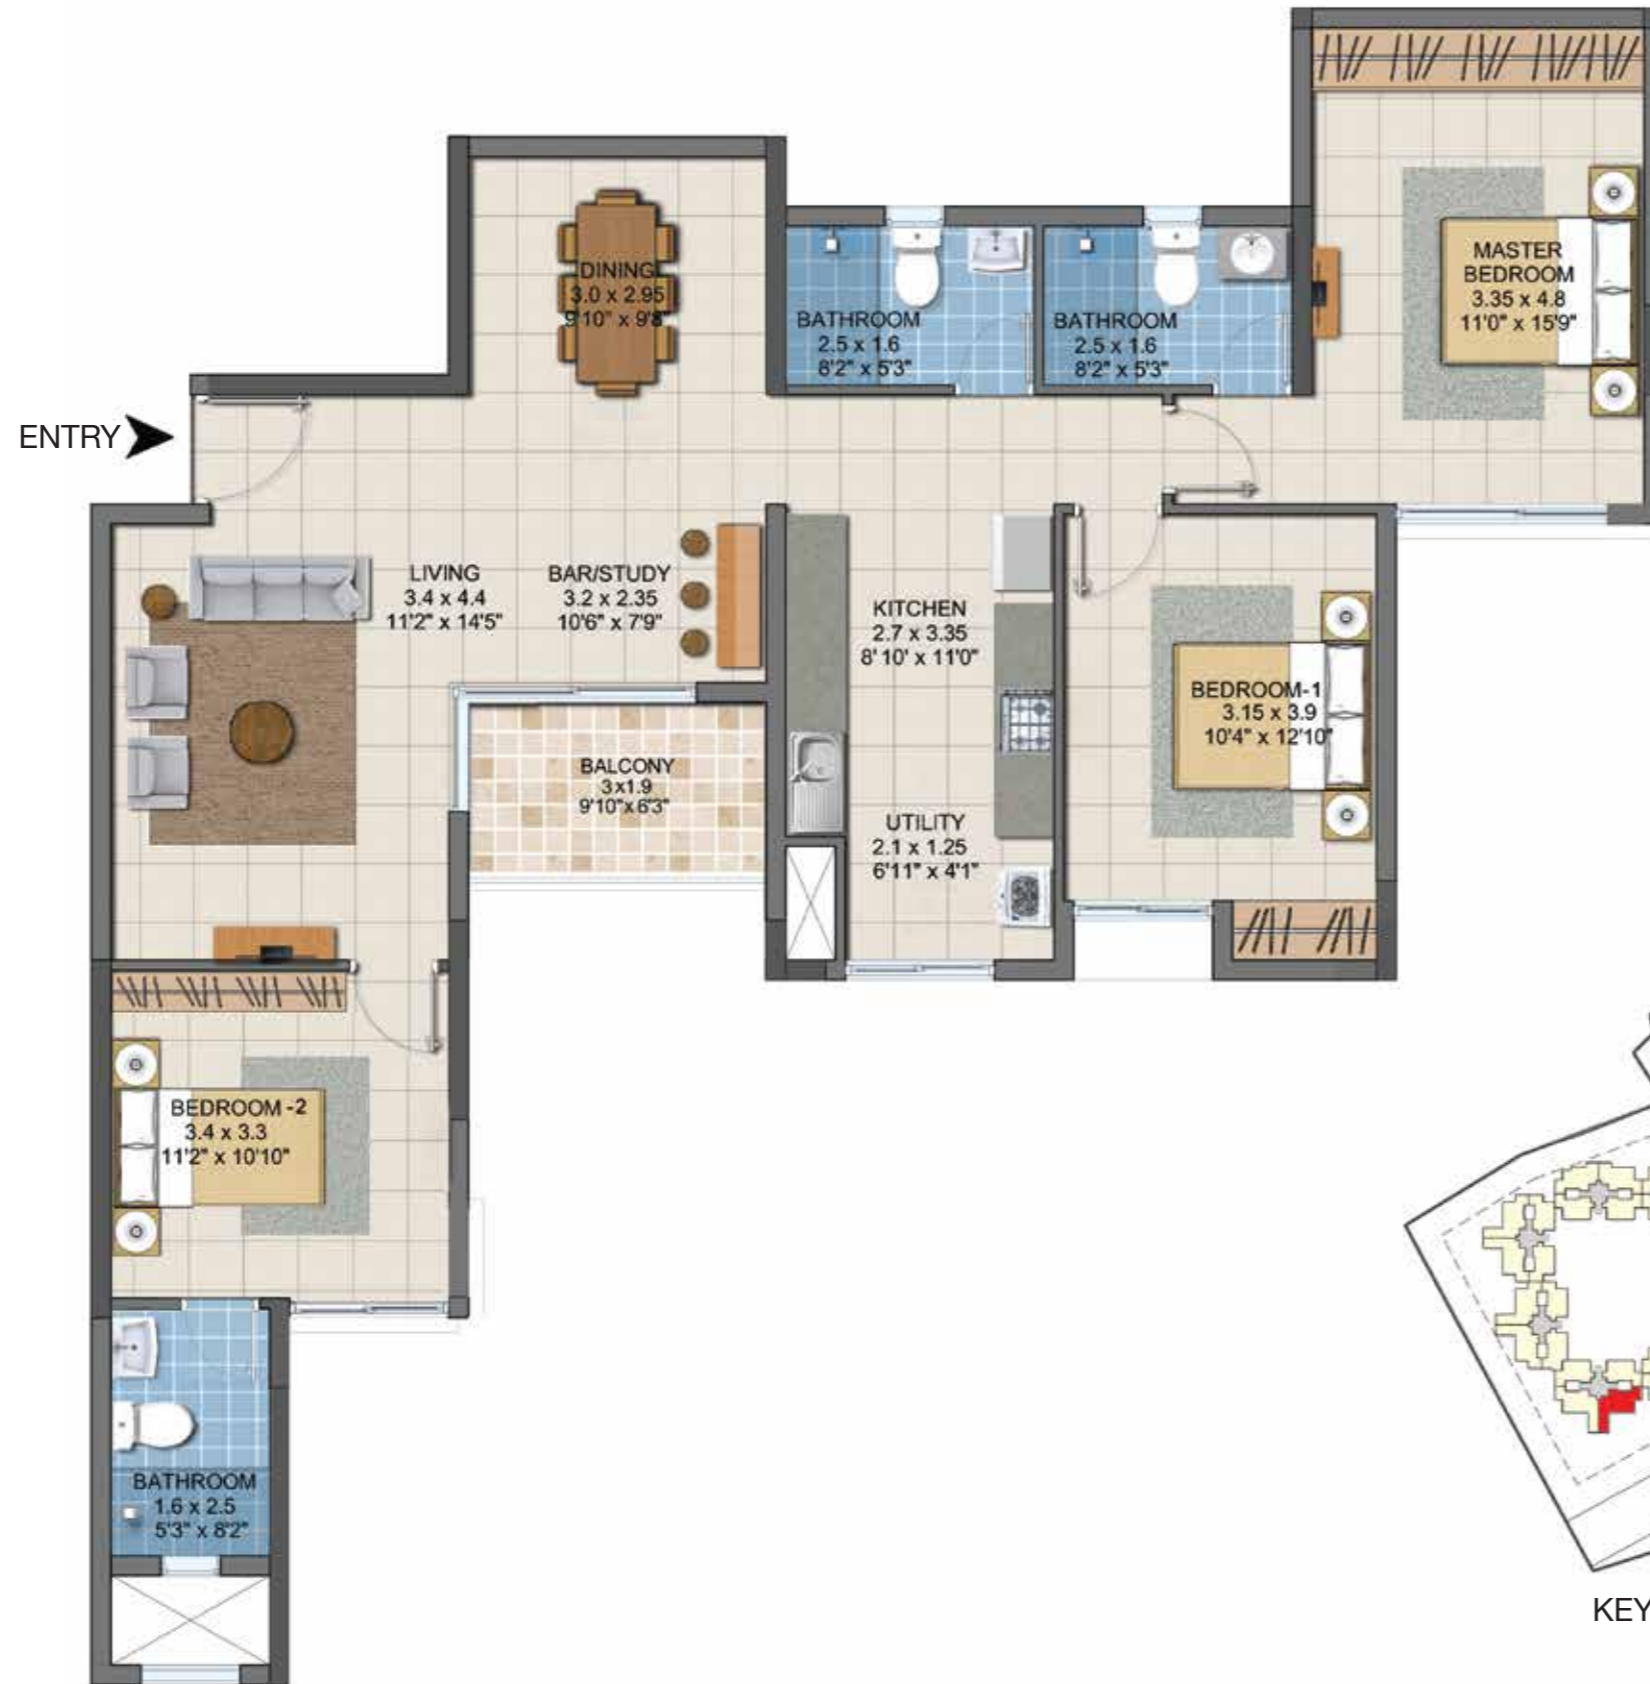 MASTER
BEDROOM
3.35 x 4.8
11'0" x 15'9"
DINING
3.0 x 2.95
9'10" x 9'8"
BATHROOM
2.5 x 1.6
8'2" x 5'3"
BATHROOM
2.5 x 1.6
8'2" x 5'3"
ENTRY
LIVING
3.4 x 4.4
11'2" x 14'5"
BAR/STUDY
3.2 x 2.35
10'6" x 7'9"
KITCHEN
2.7 x 3.35
8' 10' x 11'0"
BEDROOM-1
3.15 x 3.9
10'4" x 12'10"
BALCONY
3x1.9
9'10"x 6'3"
UTILITY
2.1 x 1.25
6'11" x 4'1"
BEDROOM -2
3.4 x 3.3
11'2" x 10'10"
BATHROOM
1.6 x 2.5
5'3" x 8'2"
KEY